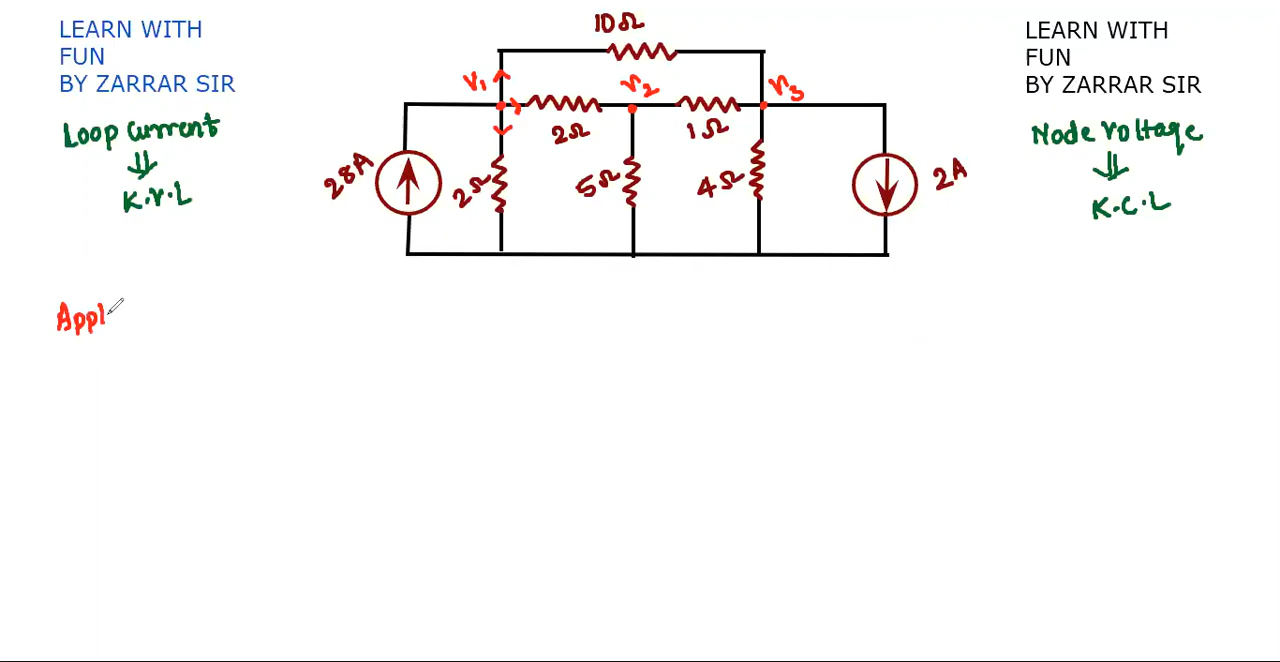 LEARN WITH
FUN
BY ZARRAR SIR
Loop current
K.V.L
10Ω
V1
V2
V3
2Ω
1Ω
28A
2Ω
5Ω
4Ω
2A
LEARN WITH
FUN
BY ZARRAR SIR
Node voltage
K.C.L
Appl